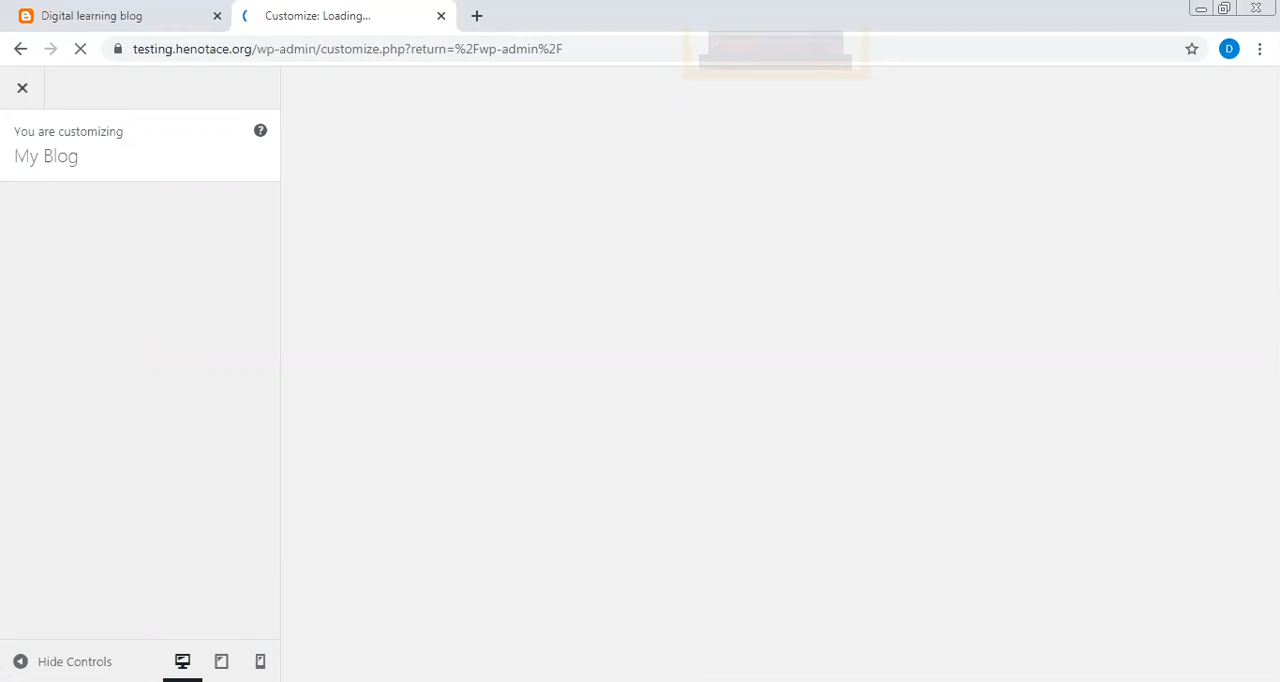 Digital learning blog
Customize: Loading...
testing.henotace.org/wp-admin/customize.php?return=%2Fwp-admin%2F
D
You are customizing
My Blog
Hide Controls